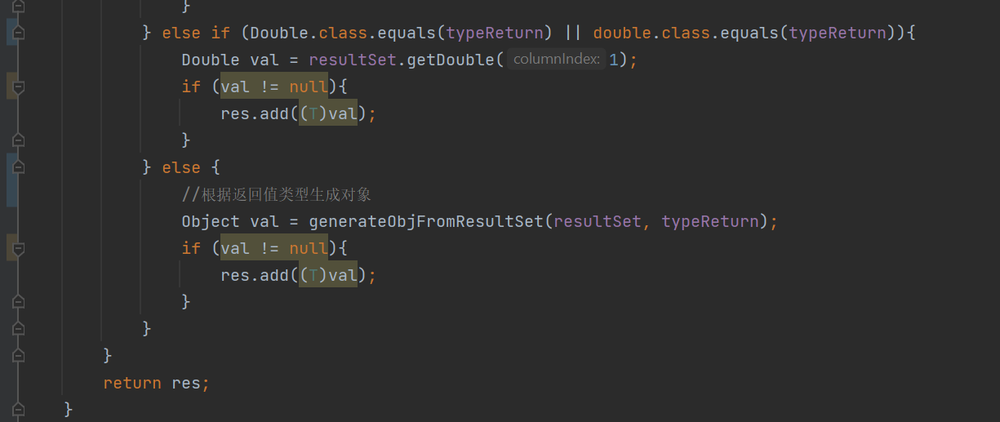 }
} else if (Double.class.equals(typeReturn) || double.class.equals(typeReturn)){
Double val = resultSet.getDouble( columnIndex: 1);
if (val != null){
res.add((T)val);
}
} else {
//根据返回值类型生成对象
Object val = generateObjFromResultSet(resultSet, typeReturn);
if (val != null){
res.add((T)val);
}
}
}
return res;
}